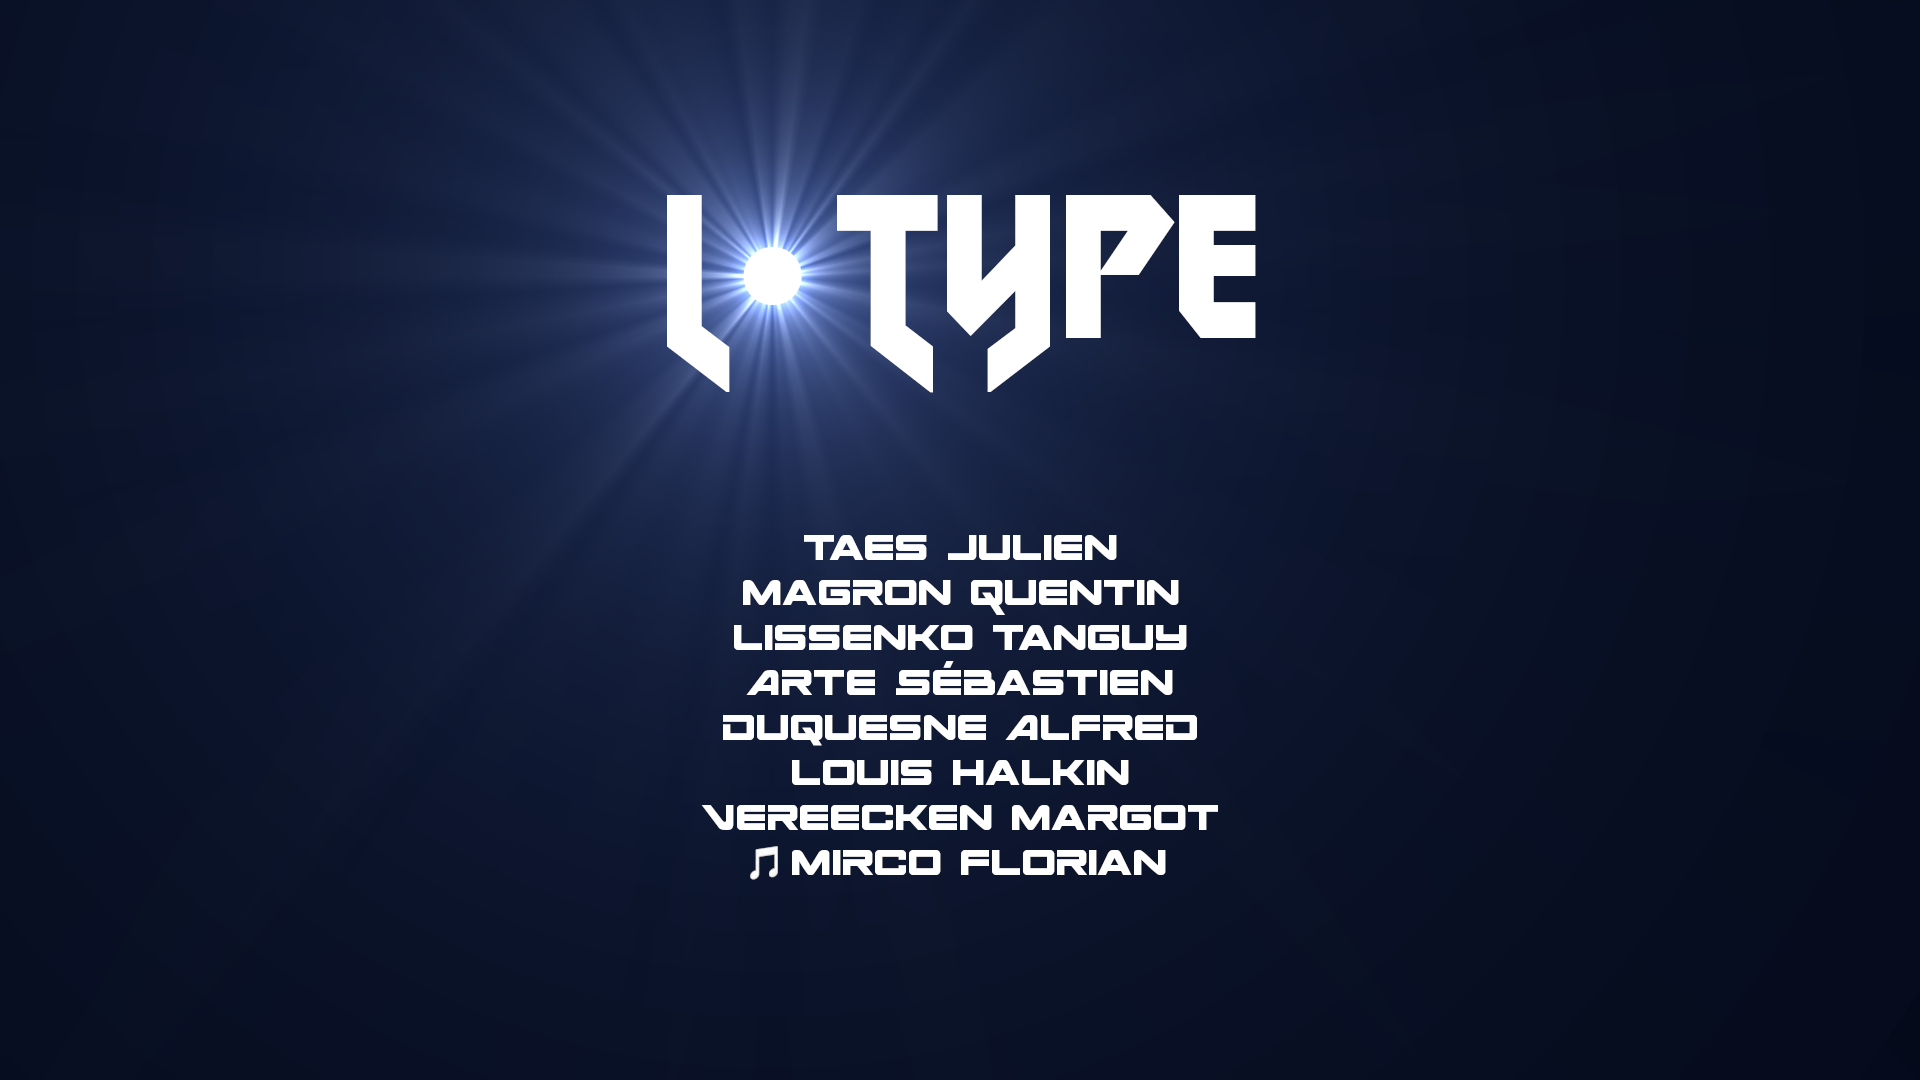 L TYPE
TAES JULIEN
MAGRON QUENTIN
LISSENKO TANGUY
ARTE SÉBASTIEN
DUQUESNE ALFRED
LOUIS HALKIN
VEREECKEN MARGOT
🎵 MIRCO FLORIAN